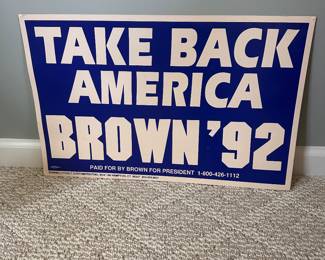 TAKE BACK
AMERICA
BROWN '92
PAID FOR BY BROWN FOR PRESIDENT 1-800-426-1112